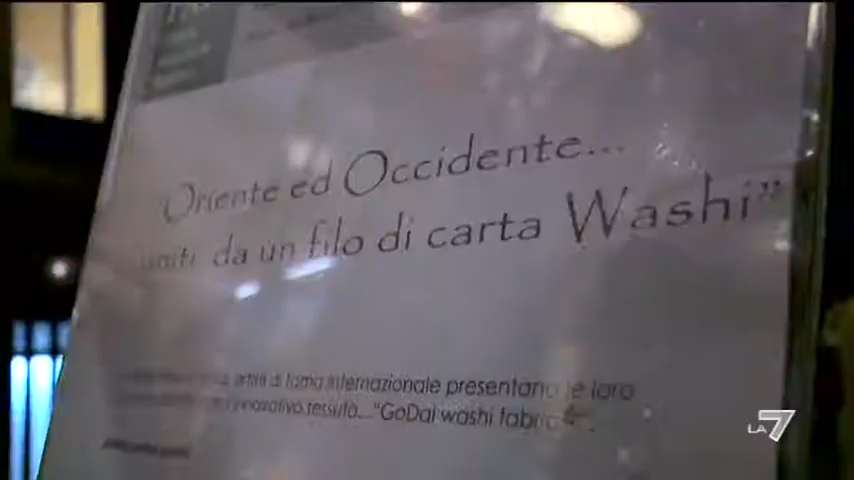 Oriente ed Occidente...
uniti da un filo di carta Washi”
artisti di fama internazionale presentano le loro
innovativo tessuto..."GoDai washi fabric
LA7